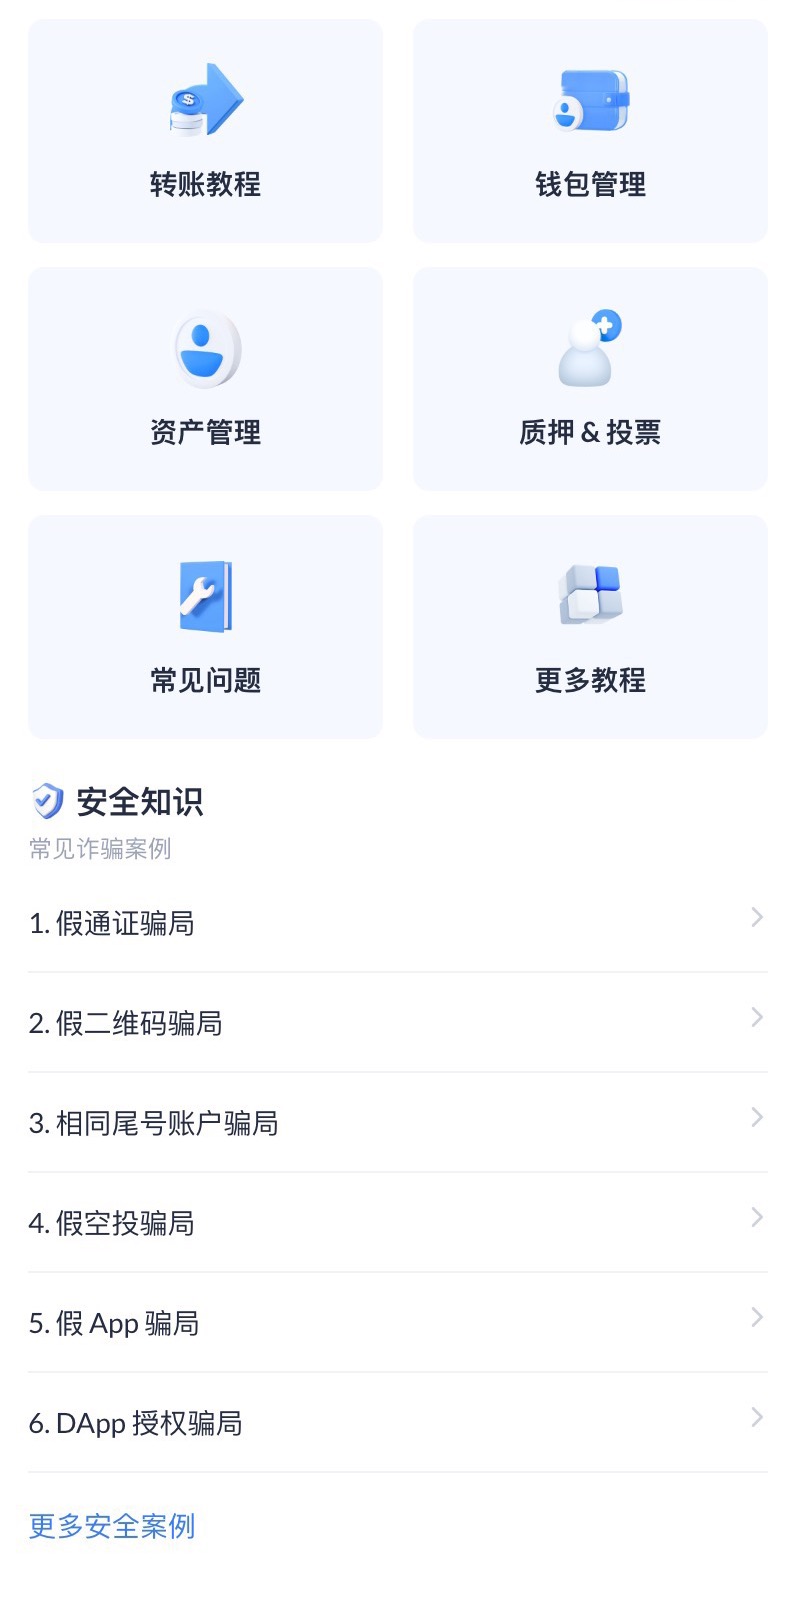 转账教程
钱包管理
资产管理
质押 & 投票
常见问题
更多教程
安全知识
常见诈骗案例
1. 假通证骗局
2. 假二维码骗局
3. 相同尾号账户骗局
4. 假空投骗局
5. 假 App 骗局
6. DApp 授权骗局
更多安全案例